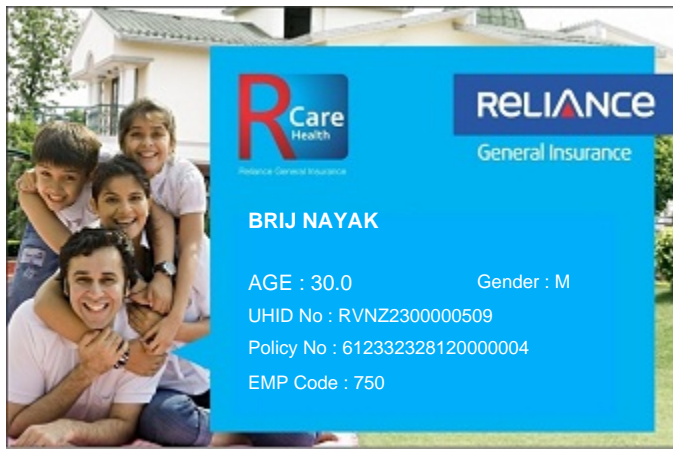 R Care
Health
Reliance General Insurance
RELIANCE
General Insurance
BRIJ NAYAK
AGE : 30.0
Gender : M
UHID No : RVNZ2300000509
Policy No : 612332328120000004
EMP Code : 750